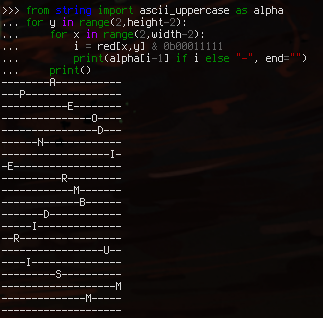 >>> from string import ascii_uppercase as alpha
... for y in range(2,height-2):
...     for x in range(2,width-2):
...         i = red[x,y] & 0b00011111
...         print(alpha[i-1] if i else "-", end="")
...     print()
--------A-----------
---P----------------
-----------E--------
---------------O----
----------------D---
------N-------------
------------------I-
-E------------------
----------R---------
------------M-------
-------------B------
-------D------------
-----I--------------
--R-----------------
-----------------U--
----I---------------
---------S----------
-------------------M
--------------M-----
--------------------